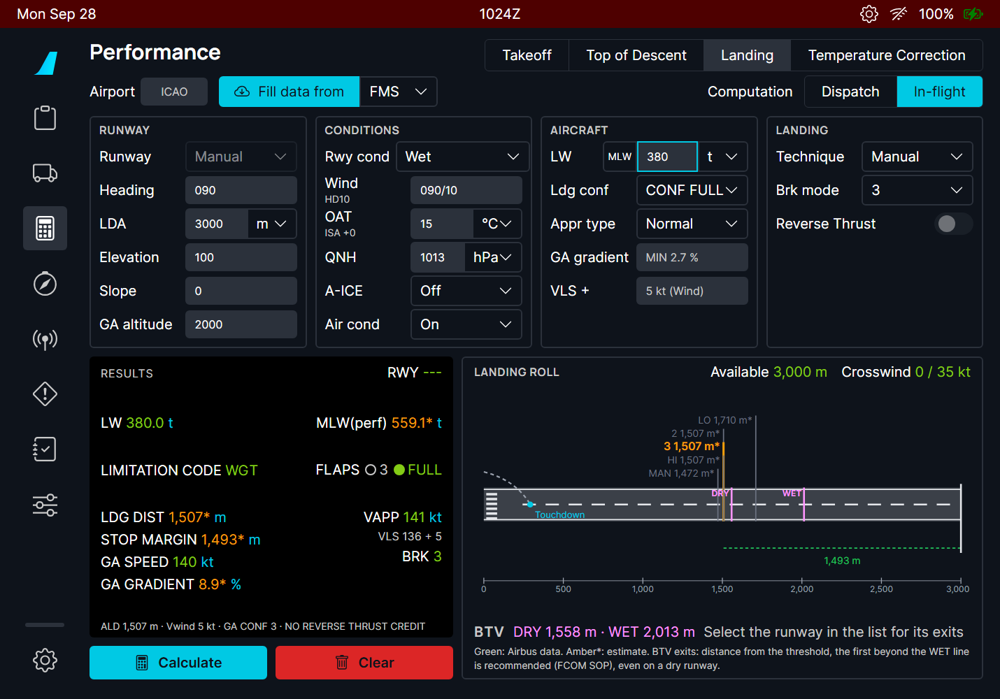 Mon Sep 28
1024Z
100%
Performance
Takeoff
Top of Descent
Landing
Temperature Correction
Airport
ICAO
Fill data from
FMS
Computation
Dispatch
In-flight
RUNWAY
Runway
Manual
Heading
090
LDA
3000
m
Elevation
100
Slope
0
GA altitude
2000
CONDITIONS
Rwy cond
Wet
Wind
HD10
090/10
OAT
ISA +0
15
°C
QNH
1013
hPa
A-ICE
Off
Air cond
On
AIRCRAFT
LW
MLW
380
t
Ldg conf
CONF FULL
Appr type
Normal
GA gradient
MIN 2.7 %
VLS +
5 kt (Wind)
LANDING
Technique
Manual
Brk mode
3
Reverse Thrust
RESULTS
RWY ---
LW 380.0 t
MLW(perf) 559.1* t
LIMITATION CODE WGT
FLAPS 3 FULL
LDG DIST 1,507* m
VAPP 141 kt
VLS 136 + 5
STOP MARGIN 1,493* m
BRK 3
GA SPEED 140 kt
GA GRADIENT 8.9* %
ALD 1,507 m · Vwind 5 kt · GA CONF 3 · NO REVERSE THRUST CREDIT
Calculate
Clear
LANDING ROLL
Available 3,000 m
Crosswind 0 / 35 kt
LO 1,710 m*
2 1,507 m*
3 1,507 m*
HI 1,507 m*
MAN 1,472 m*
DRY
WET
Touchdown
1,493 m
0
500
1,000
1,500
2,000
2,500
3,000
BTV DRY 1,558 m · WET 2,013 m Select the runway in the list for its exits
Green: Airbus data. Amber*: estimate. BTV exits: distance from the threshold, the first beyond the WET line
is recommended (FCOM SOP), even on a dry runway.